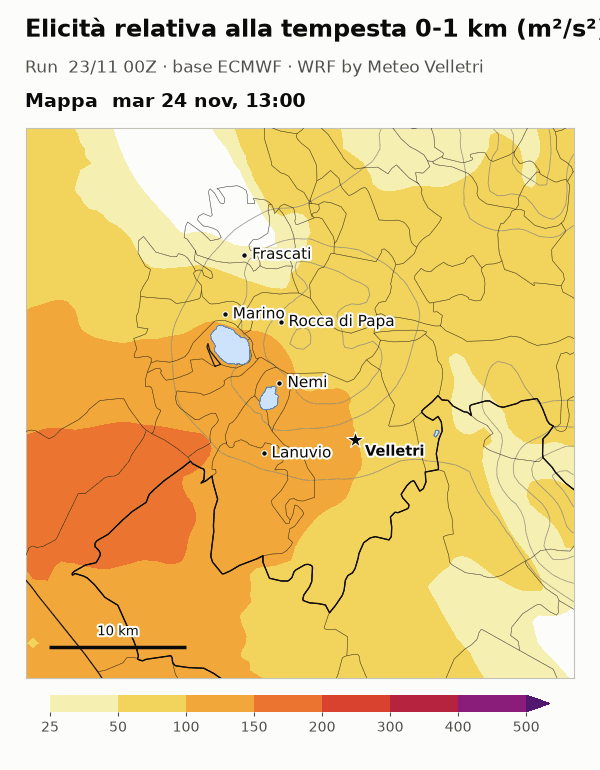 Elicità relativa alla tempesta 0-1 km (m²/s²)
Run 23/11 00Z · base ECMWF · WRF by Meteo Velletri
Mappa mar 24 nov, 13:00
Frascati
Marino
Rocca di Papa
Nemi
Velletri
Lanuvio
10 km
25 50 100 150 200 300 400 500